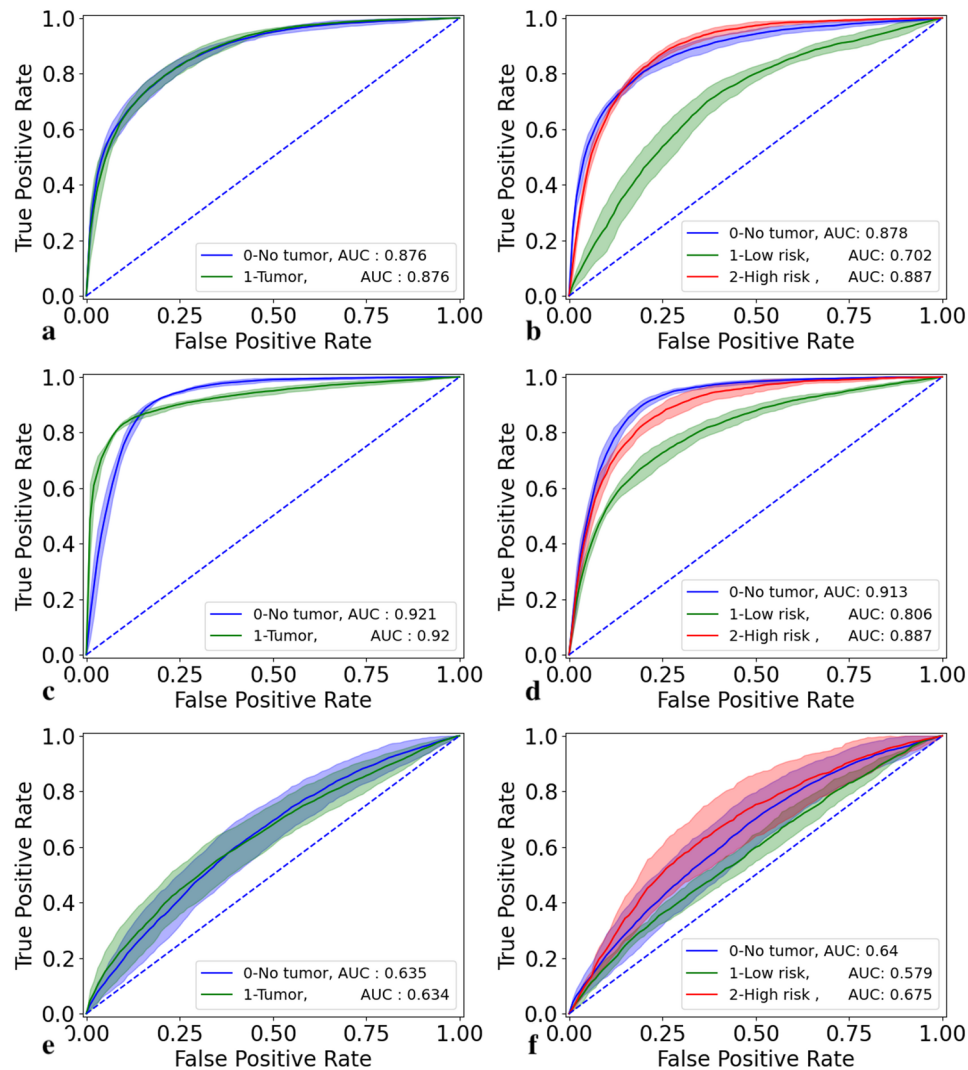 1.0
0.8
0.6
0.4
0.2
0.0
True Positive Rate
0-No tumor, AUC : 0.876
1-Tumor, AUC : 0.876
0.00 0.25 0.50 0.75 1.00
False Positive Rate
a
1.0
0.8
0.6
0.4
0.2
0.0
True Positive Rate
0-No tumor, AUC: 0.878
1-Low risk, AUC: 0.702
2-High risk , AUC: 0.887
0.00 0.25 0.50 0.75 1.00
False Positive Rate
b
1.0
0.8
0.6
0.4
0.2
0.0
True Positive Rate
0-No tumor, AUC : 0.921
1-Tumor, AUC : 0.92
0.00 0.25 0.50 0.75 1.00
False Positive Rate
c
1.0
0.8
0.6
0.4
0.2
0.0
True Positive Rate
0-No tumor, AUC: 0.913
1-Low risk, AUC: 0.806
2-High risk , AUC: 0.887
0.00 0.25 0.50 0.75 1.00
False Positive Rate
d
1.0
0.8
0.6
0.4
0.2
0.0
True Positive Rate
0-No tumor, AUC : 0.635
1-Tumor, AUC : 0.634
0.00 0.25 0.50 0.75 1.00
False Positive Rate
e
1.0
0.8
0.6
0.4
0.2
0.0
True Positive Rate
0-No tumor, AUC: 0.64
1-Low risk, AUC: 0.579
2-High risk , AUC: 0.675
0.00 0.25 0.50 0.75 1.00
False Positive Rate
f